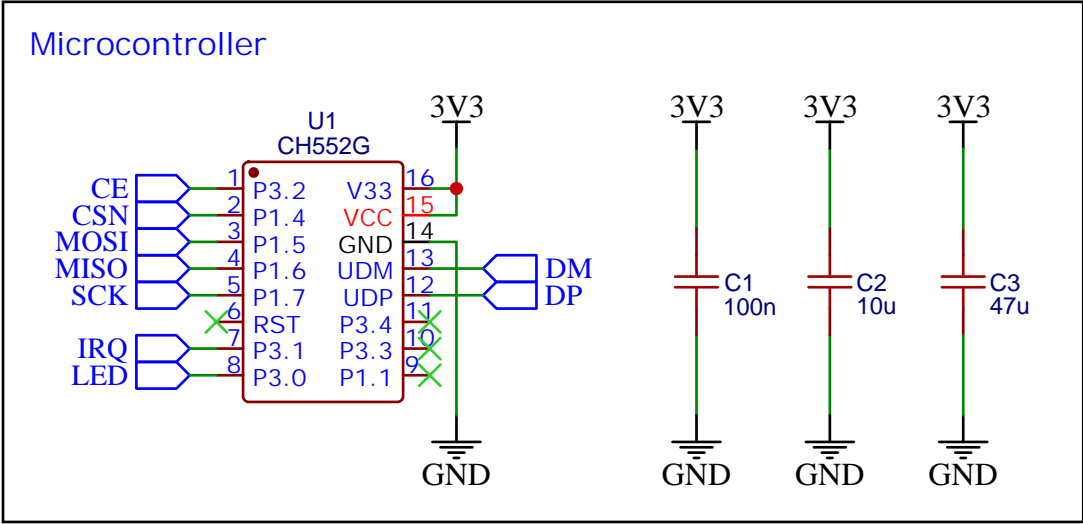 Microcontroller
U1
CH552G
3V3 3V3 3V3 3V3
CE 1 P3.2 V33 16
CSN 2 P1.4 VCC 15
MOSI 3 P1.5 GND 14
MISO 4 P1.6 UDM 13 DM
SCK 5 P1.7 UDP 12 DP
6 RST P3.4 11
IRQ 7 P3.1 P3.3 10
LED 8 P3.0 P1.1 9
C1
100n
C2
10u
C3
47u
GND GND GND GND